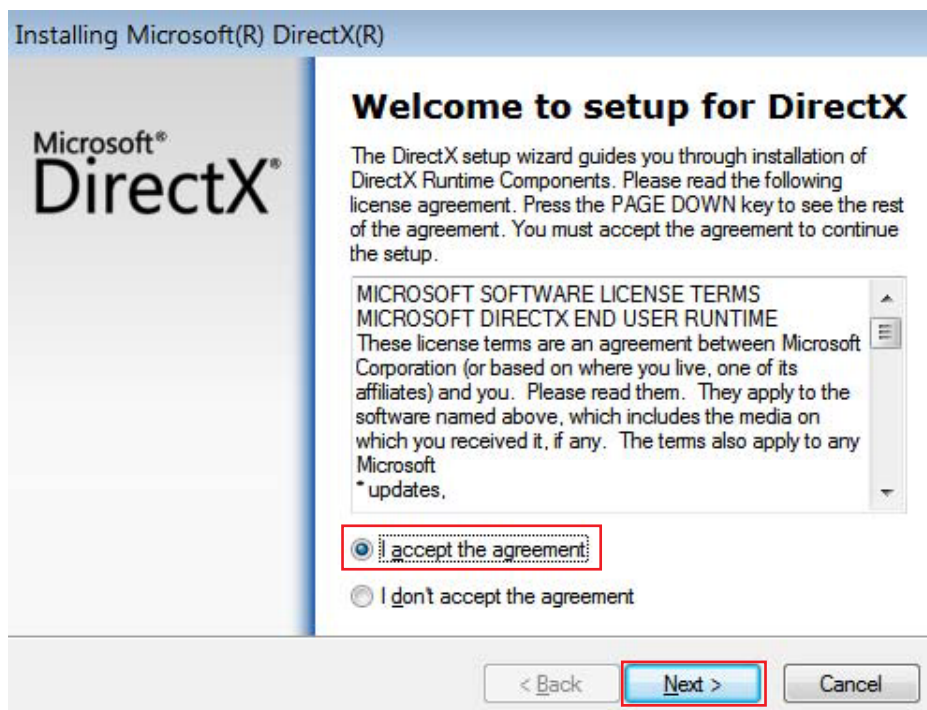 Installing Microsoft(R) DirectX(R)
Microsoft®
DirectX®
Welcome to setup for DirectX
The DirectX setup wizard guides you through installation of
DirectX Runtime Components. Please read the following
license agreement. Press the PAGE DOWN key to see the rest
of the agreement. You must accept the agreement to continue
the setup.
MICROSOFT SOFTWARE LICENSE TERMS
MICROSOFT DIRECTX END USER RUNTIME
These license terms are an agreement between Microsoft
Corporation (or based on where you live, one of its
affiliates) and you.  Please read them.  They apply to the
software named above, which includes the media on
which you received it, if any.  The terms also apply to any
Microsoft
* updates,
I accept the agreement
I don't accept the agreement
< Back
Next >
Cancel